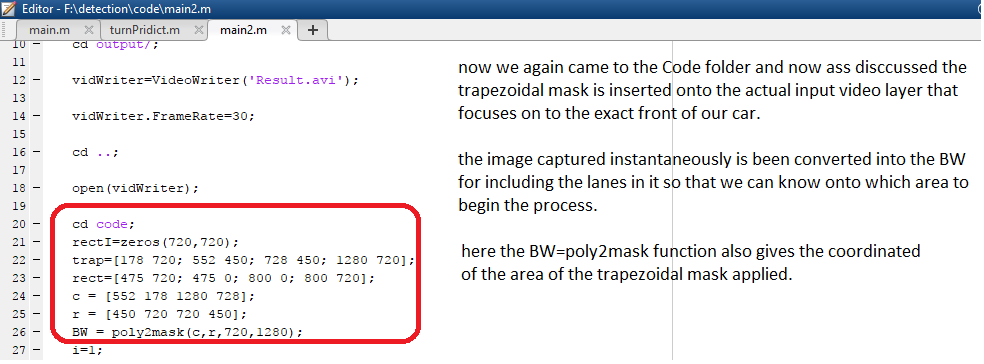 Editor - F:\detection\code\main2.m
main.m turnPridict.m main2.m +
10 - cd output/;
11
12 - vidWriter=VideoWriter('Result.avi');
13
14 - vidWriter.FrameRate=30;
15
16 - cd ..;
17
18 - open(vidWriter);
19
20 - cd code;
21 - rectI=zeros(720,720);
22 - trap=[178 720; 552 450; 728 450; 1280 720];
23 - rect=[475 720; 475 0; 800 0; 800 720];
24 - c = [552 178 1280 728];
25 - r = [450 720 720 450];
26 - BW = poly2mask(c,r,720,1280);
27 - i=1;
now we again came to the Code folder and now ass disccussed the
trapezoidal mask is inserted onto the actual input video layer that
focuses on to the exact front of our car.
the image captured instantaneously is been converted into the BW
for including the lanes in it so that we can know onto which area to
begin the process.
here the BW=poly2mask function also gives the coordinated
of the area of the trapezoidal mask applied.